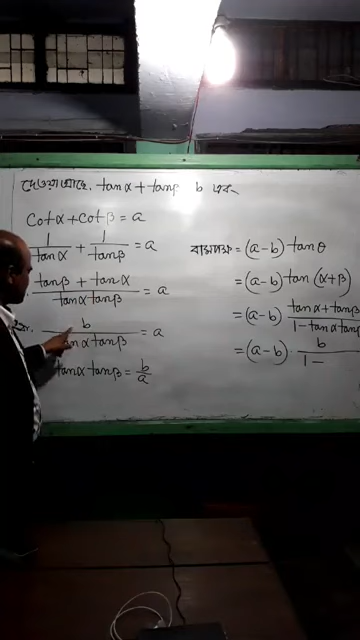 দেওয়া আছে, tanα + tanβ b এবং
cotα + cotβ = a
1/tanα + 1/tanβ = a
tanβ + tanα / tanα tanβ = a
b / tanα tanβ = a
tanα tanβ = b/a
বামপক্ষ = (a-b) tanθ
= (a-b) tan (α+β)
= (a-b) tanα + tanβ / 1 - tanα tanβ
= (a-b) · b / 1 -